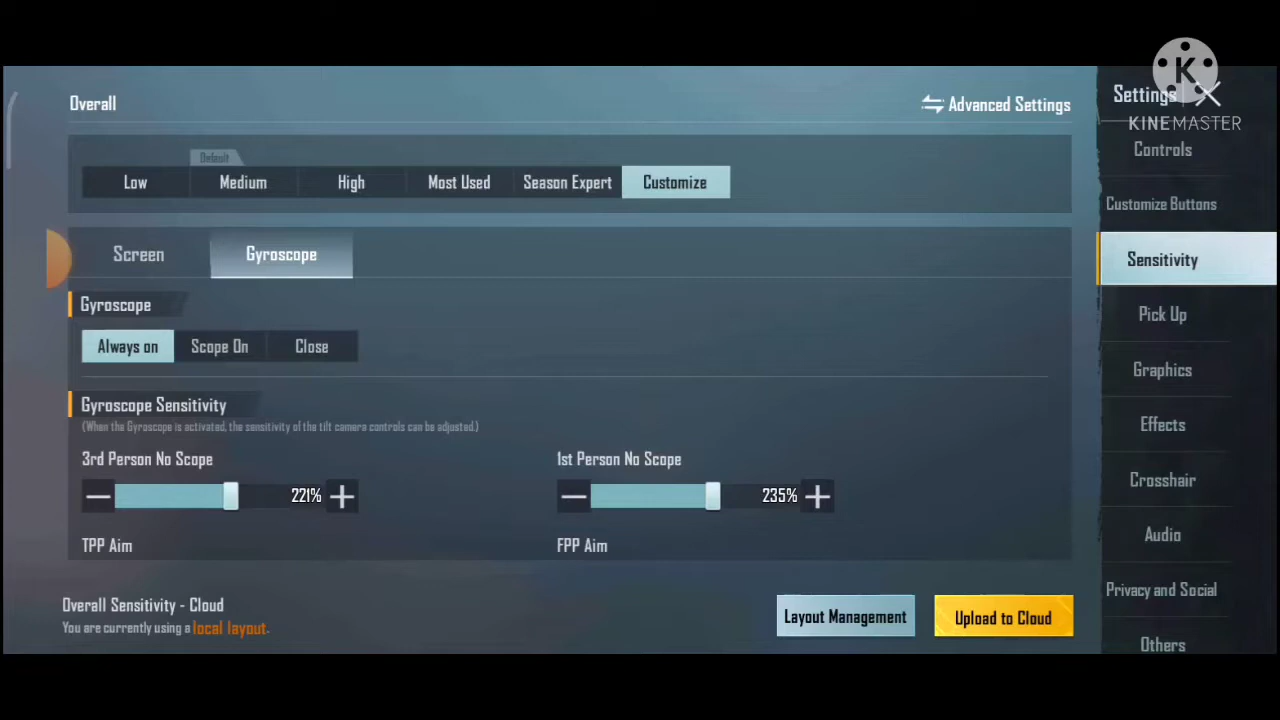 Overall
Advanced Settings
Default
Low Medium High Most Used Season Expert Customize
Screen Gyroscope
Gyroscope
Always on Scope On Close
Gyroscope Sensitivity
(When the Gyroscope is activated, the sensitivity of the tilt camera controls can be adjusted.)
3rd Person No Scope 1st Person No Scope
221% 235%
TPP Aim FPP Aim
Overall Sensitivity - Cloud
You are currently using a local layout.
Layout Management Upload to Cloud
Settings
K
KINEMASTER
Controls
Customize Buttons
Sensitivity
Pick Up
Graphics
Effects
Crosshair
Audio
Privacy and Social
Others